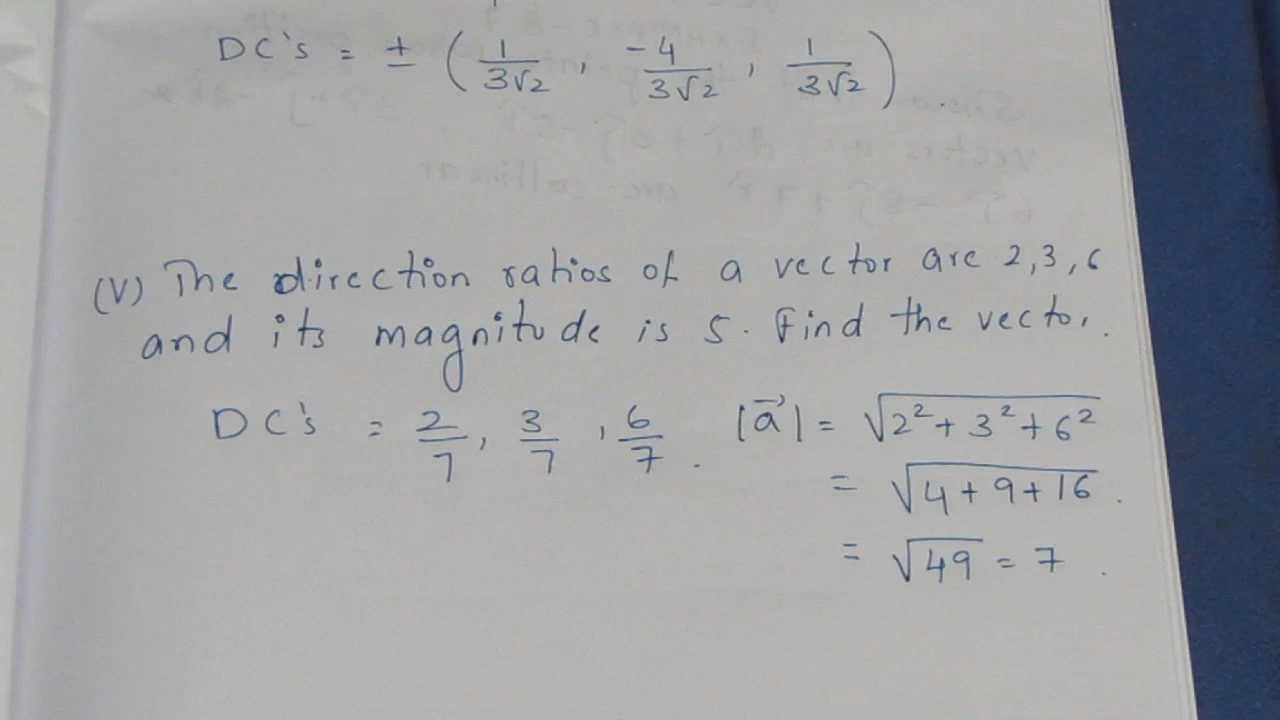 DC's = ± (1/3√2, -4/3√2, 1/3√2)
(V) The direction ratios of a vector are 2,3,6
and its magnitude is 5. Find the vector.
DC's = 2/7, 3/7, 6/7. |a⃗| = √2² + 3² + 6²
= √4 + 9 + 16.
= √49 = 7.